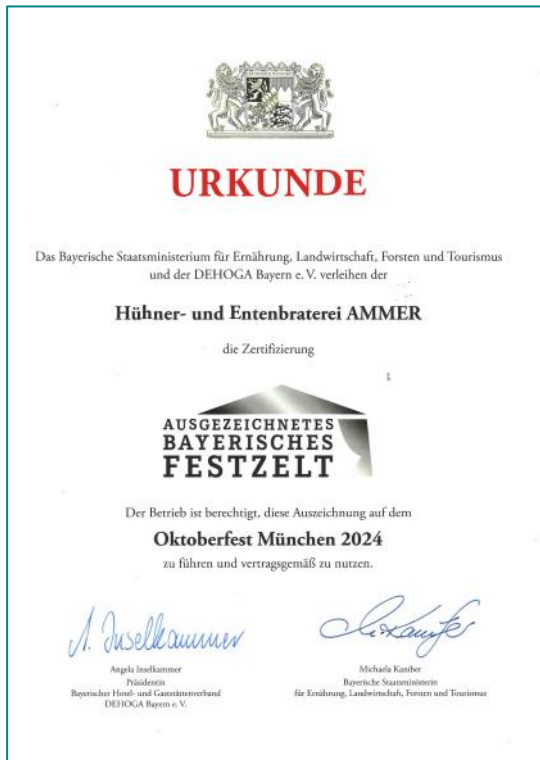 URKUNDE
Das Bayerische Staatsministerium für Ernährung, Landwirtschaft, Forsten und Tourismus
und der DEHOGA Bayern e. V. verleihen der
Hühner- und Entenbraterei AMMER
die Zertifizierung
AUSGEZEICHNETES
BAYERISCHES
FESTZELT
Der Betrieb ist berechtigt, diese Auszeichnung auf dem
Oktoberfest München 2024
zu führen und vertragsgemäß zu nutzen.
A. Inselkammer
Angela Inselkammer
Präsidentin
Bayerischer Hotel- und Gaststättenverband
DEHOGA Bayern e. V.
Michaela Kaniber
Bayerische Staatsministerin
für Ernährung, Landwirtschaft, Forsten und Tourismus